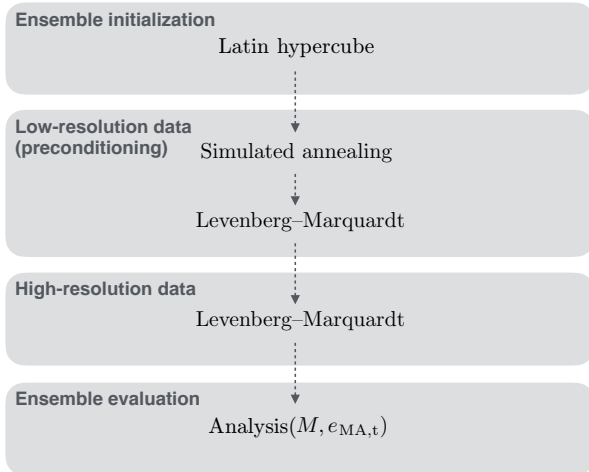 Ensemble initialization
Latin hypercube
Low-resolution data
(preconditioning)
Simulated annealing
Levenberg–Marquardt
High-resolution data
Levenberg–Marquardt
Ensemble evaluation
Analysis(M, e_MA,t)